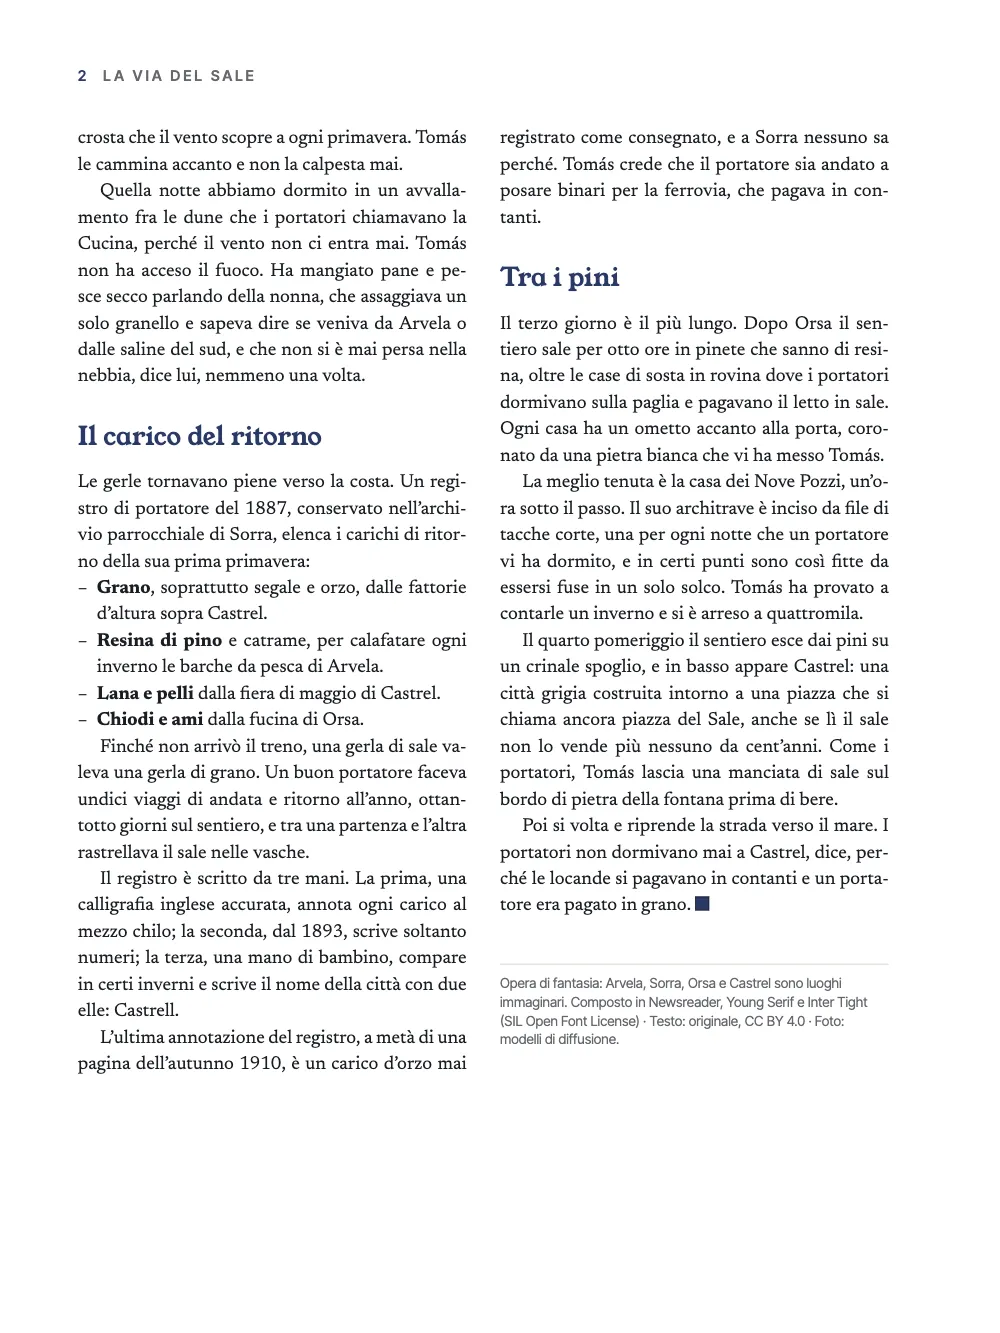 2 LA VIA DEL SALE
crosta che il vento scopre a ogni primavera. Tomás
le cammina accanto e non la calpesta mai.
Quella notte abbiamo dormito in un avvalla-
mento fra le dune che i portatori chiamavano la
Cucina, perché il vento non ci entra mai. Tomás
non ha acceso il fuoco. Ha mangiato pane e pe-
sce secco parlando della nonna, che assaggiava un
solo granello e sapeva dire se veniva da Arvela o
dalle saline del sud, e che non si è mai persa nella
nebbia, dice lui, nemmeno una volta.
Il carico del ritorno
Le gerle tornavano piene verso la costa. Un regi-
stro di portatore del 1887, conservato nell’archi-
vio parrocchiale di Sorra, elenca i carichi di ritor-
no della sua prima primavera:
– Grano, soprattutto segale e orzo, dalle fattorie
d’altura sopra Castrel.
– Resina di pino e catrame, per calafatare ogni
inverno le barche da pesca di Arvela.
– Lana e pelli dalla fiera di maggio di Castrel.
– Chiodi e ami dalla fucina di Orsa.
Finché non arrivò il treno, una gerla di sale va-
leva una gerla di grano. Un buon portatore faceva
undici viaggi di andata e ritorno all’anno, ottan-
totto giorni sul sentiero, e tra una partenza e l’altra
rastrellava il sale nelle vasche.
Il registro è scritto da tre mani. La prima, una
calligrafia inglese accurata, annota ogni carico al
mezzo chilo; la seconda, dal 1893, scrive soltanto
numeri; la terza, una mano di bambino, compare
in certi inverni e scrive il nome della città con due
elle: Castrell.
L’ultima annotazione del registro, a metà di una
pagina dell’autunno 1910, è un carico d’orzo mai
registrato come consegnato, e a Sorra nessuno sa
perché. Tomás crede che il portatore sia andato a
posare binari per la ferrovia, che pagava in con-
tanti.
Tra i pini
Il terzo giorno è il più lungo. Dopo Orsa il sen-
tiero sale per otto ore in pinete che sanno di resi-
na, oltre le case di sosta in rovina dove i portatori
dormivano sulla paglia e pagavano il letto in sale.
Ogni casa ha un ometto accanto alla porta, coro-
nato da una pietra bianca che vi ha messo Tomás.
La meglio tenuta è la casa dei Nove Pozzi, un’o-
ra sotto il passo. Il suo architrave è inciso da file di
tacche corte, una per ogni notte che un portatore
vi ha dormito, e in certi punti sono così fitte da
essersi fuse in un solo solco. Tomás ha provato a
contarle un inverno e si è arreso a quattromila.
Il quarto pomeriggio il sentiero esce dai pini su
un crinale spoglio, e in basso appare Castrel: una
città grigia costruita intorno a una piazza che si
chiama ancora piazza del Sale, anche se lì il sale
non lo vende più nessuno da cent’anni. Come i
portatori, Tomás lascia una manciata di sale sul
bordo di pietra della fontana prima di bere.
Poi si volta e riprende la strada verso il mare. I
portatori non dormivano mai a Castrel, dice, per-
ché le locande si pagavano in contanti e un porta-
tore era pagato in grano.
Opera di fantasia: Arvela, Sorra, Orsa e Castrel sono luoghi
immaginari. Composto in Newsreader, Young Serif e Inter Tight
(SIL Open Font License) · Testo: originale, CC BY 4.0 · Foto:
modelli di diffusione.